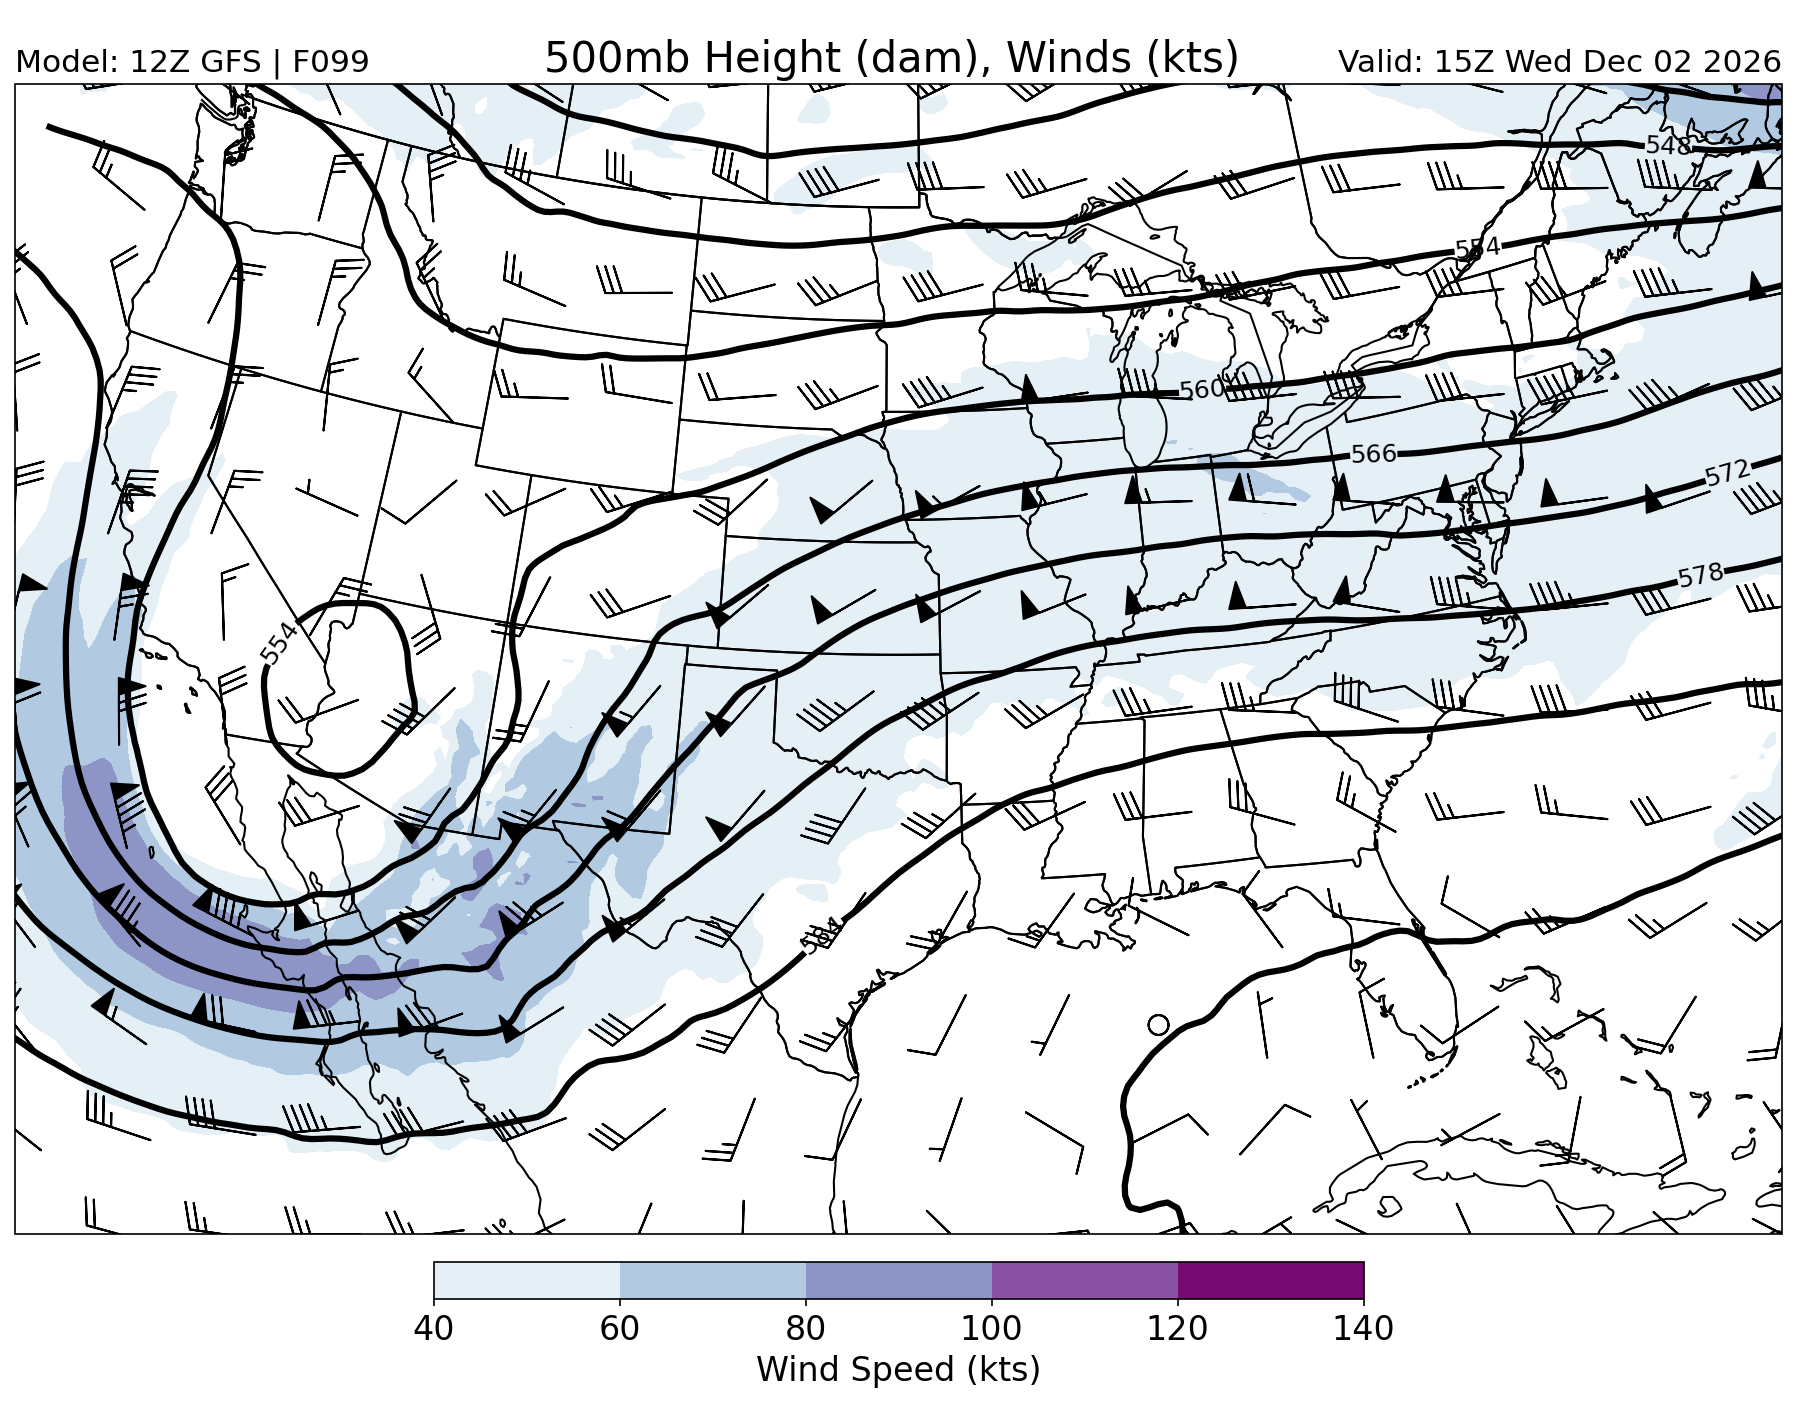 Model: 12Z GFS | F099
500mb Height (dam), Winds (kts)
Valid: 15Z Wed Dec 02 2026
548
554
560
566
572
578
554
584
40 60 80 100 120 140
Wind Speed (kts)